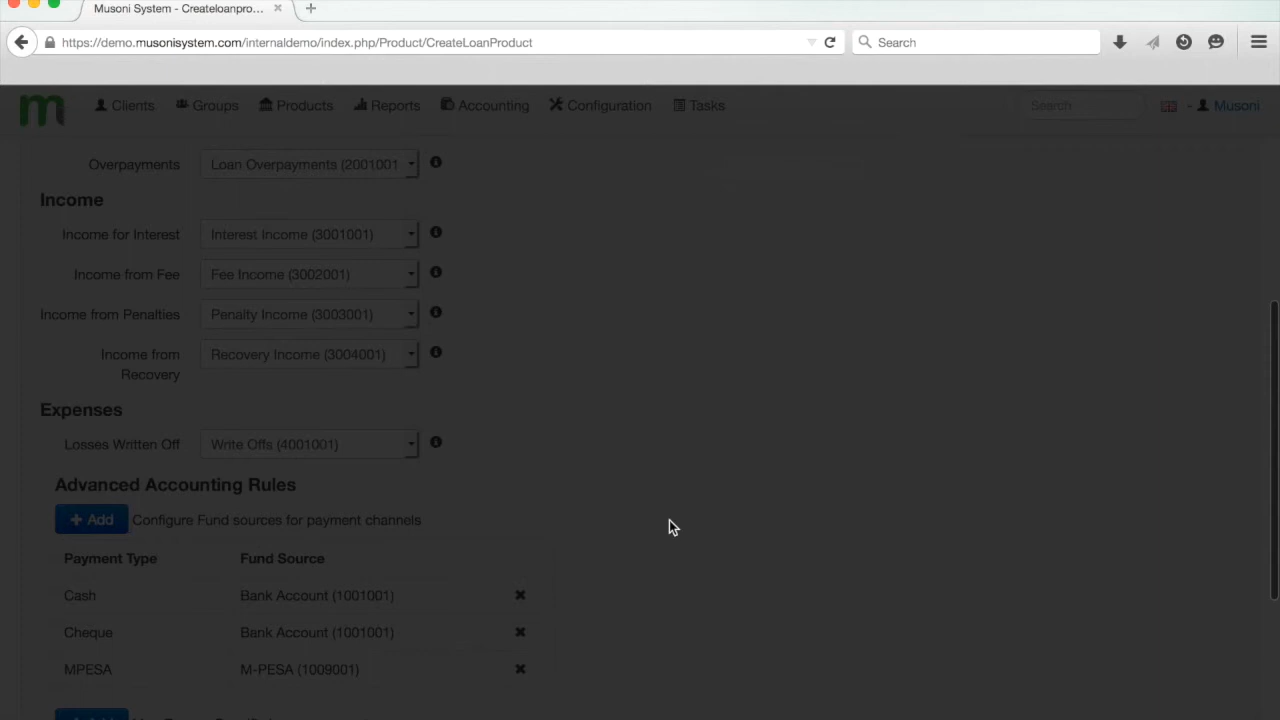 Musoni System - Createloanpro...
https://demo.musonisystem.com/internaldemo/index.php/Product/CreateLoanProduct
Search
m
Clients
Groups
Products
Reports
Accounting
Configuration
Tasks
Search
Musoni
Overpayments Loan Overpayments (2001001
Income
Income for Interest Interest Income (3001001)
Income from Fee Fee Income (3002001)
Income from Penalties Penalty Income (3003001)
Income from
Recovery
Recovery Income (3004001)
Expenses
Losses Written Off Write Offs (4001001)
Advanced Accounting Rules
+ Add Configure Fund sources for payment channels
Payment Type Fund Source
Cash Bank Account (1001001)
Cheque Bank Account (1001001)
MPESA M-PESA (1009001)